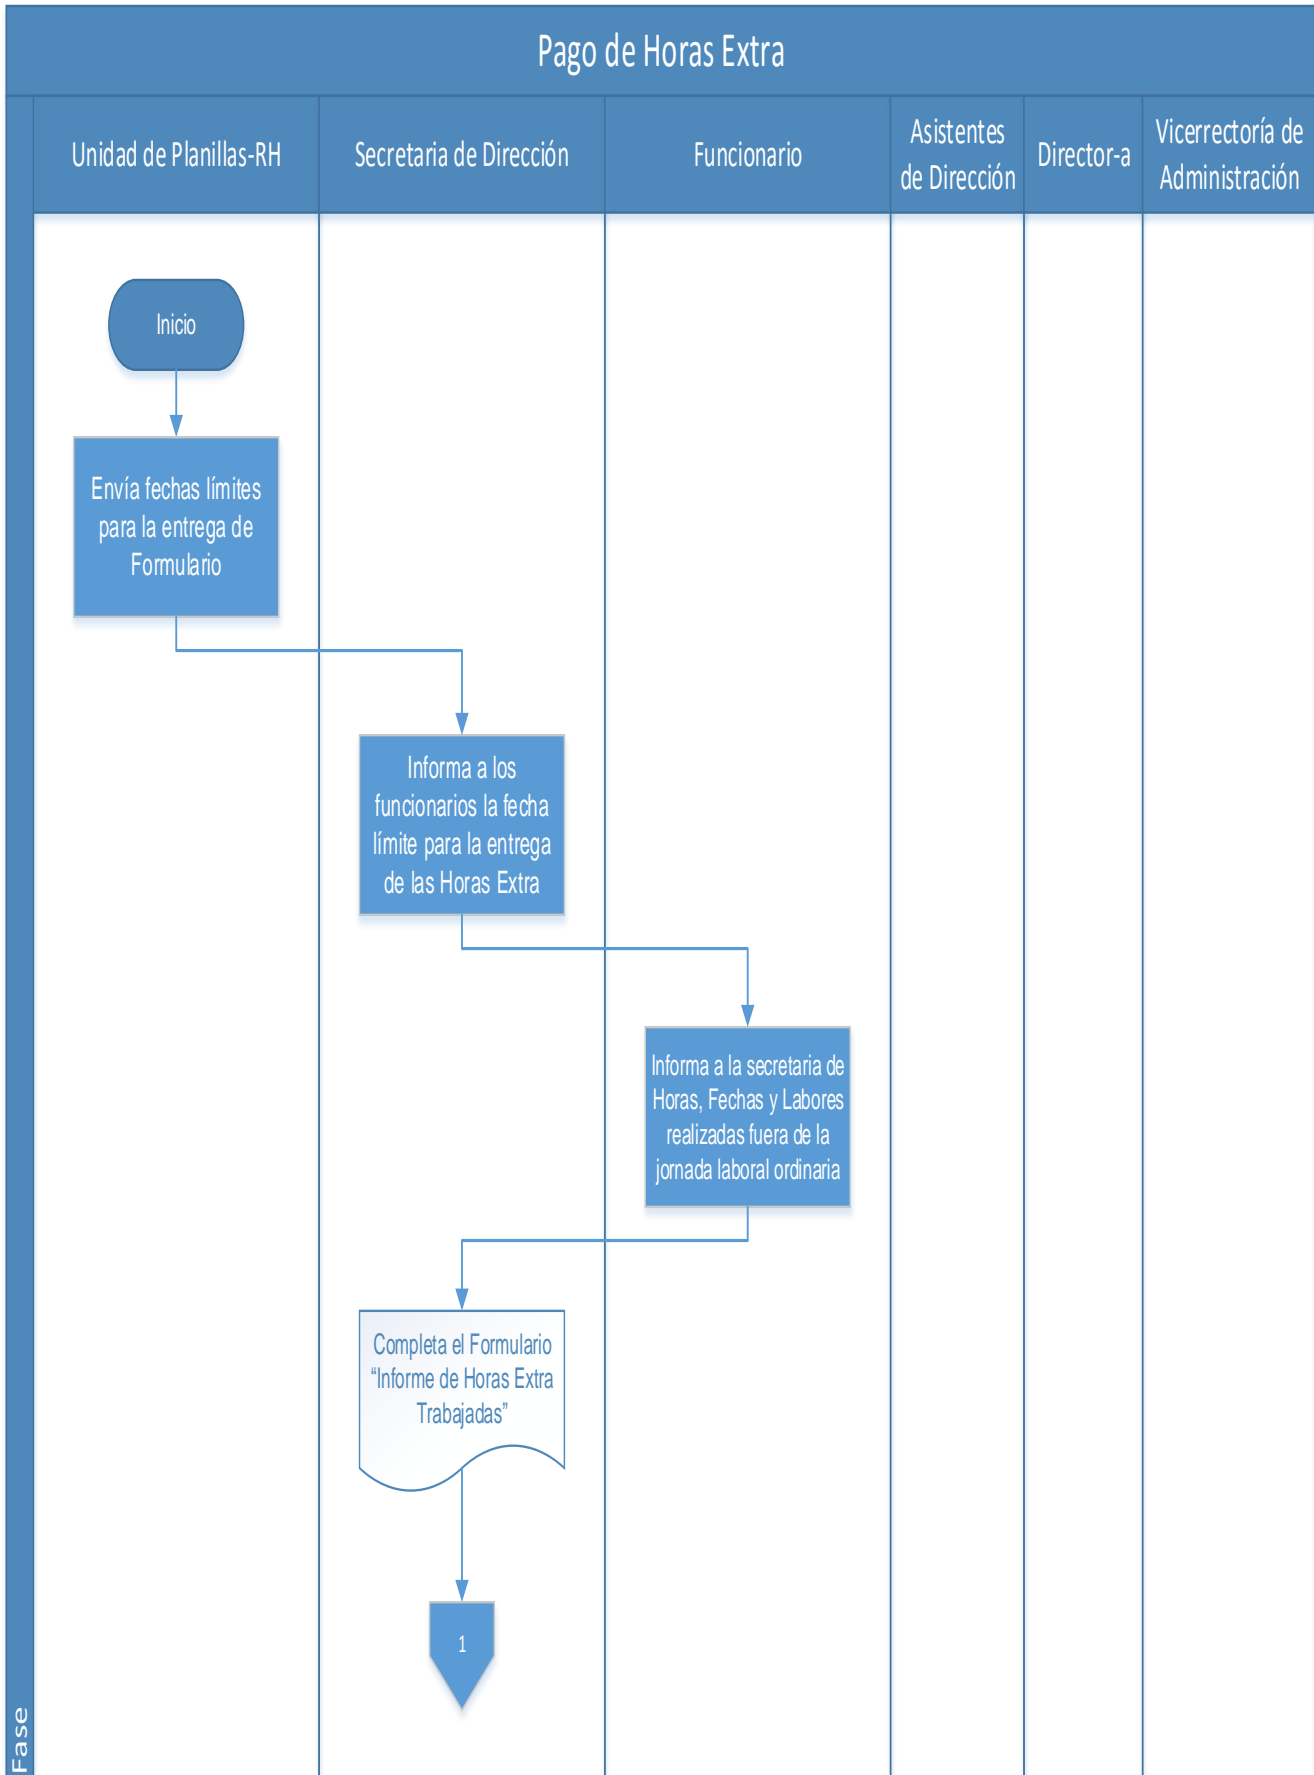 Pago de Horas Extra
Unidad de Planillas-RH
Secretaria de Dirección
Funcionario
Asistentes
de Dirección
Director-a
Vicerrectoría de
Administración
Inicio
Envía fechas límites
para la entrega de
Formulario
Informa a los
funcionarios la fecha
límite para la entrega
de las Horas Extra
Informa a la secretaria de
Horas, Fechas y Labores
realizadas fuera de la
jornada laboral ordinaria
Completa el Formulario
“Informe de Horas Extra
Trabajadas”
1
Fase